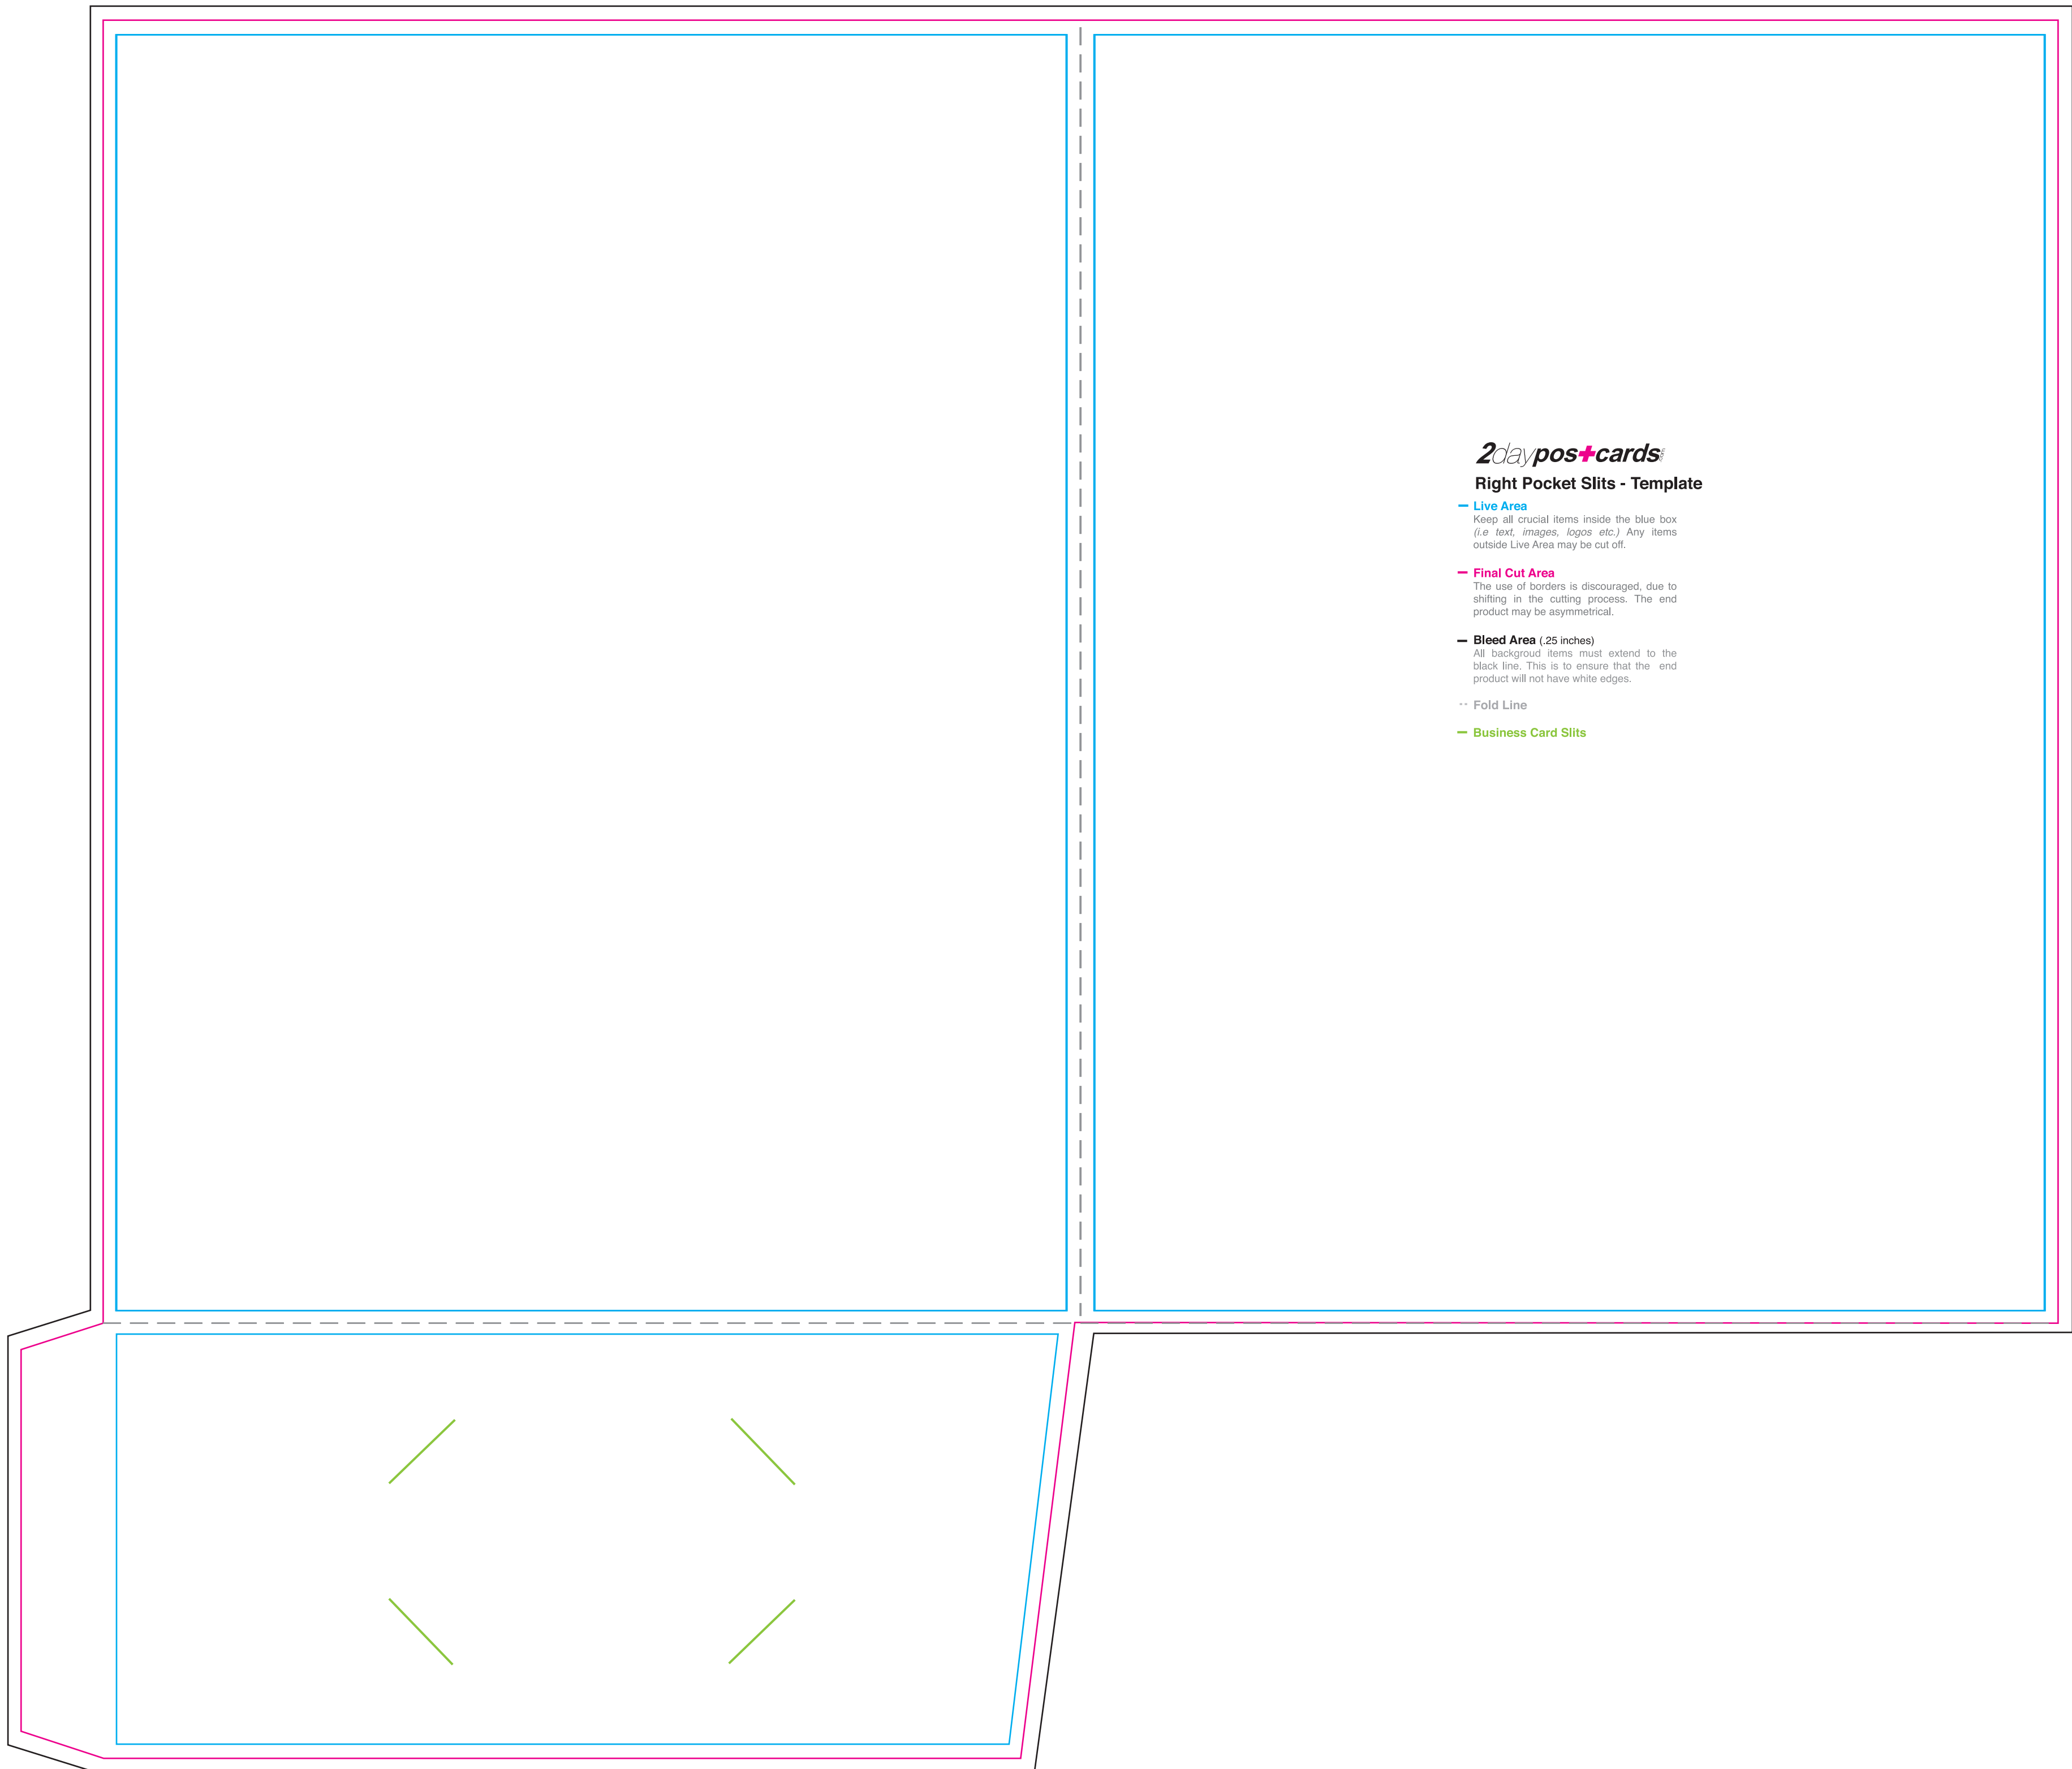 2daypos+cards.com
Right Pocket Slits - Template
Live Area
Keep all crucial items inside the blue box
(i.e text, images, logos etc.) Any items
outside Live Area may be cut off.
Final Cut Area
The use of borders is discouraged, due to
shifting in the cutting process. The end
product may be asymmetrical.
Bleed Area (.25 inches)
All backgroud items must extend to the
black line. This is to ensure that the end
product will not have white edges.
Fold Line
Business Card Slits